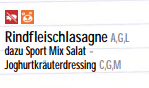 Rindfleischlasagne A,G,L
dazu Sport Mix Salat -
Joghurtkräuterdressing C,G,M